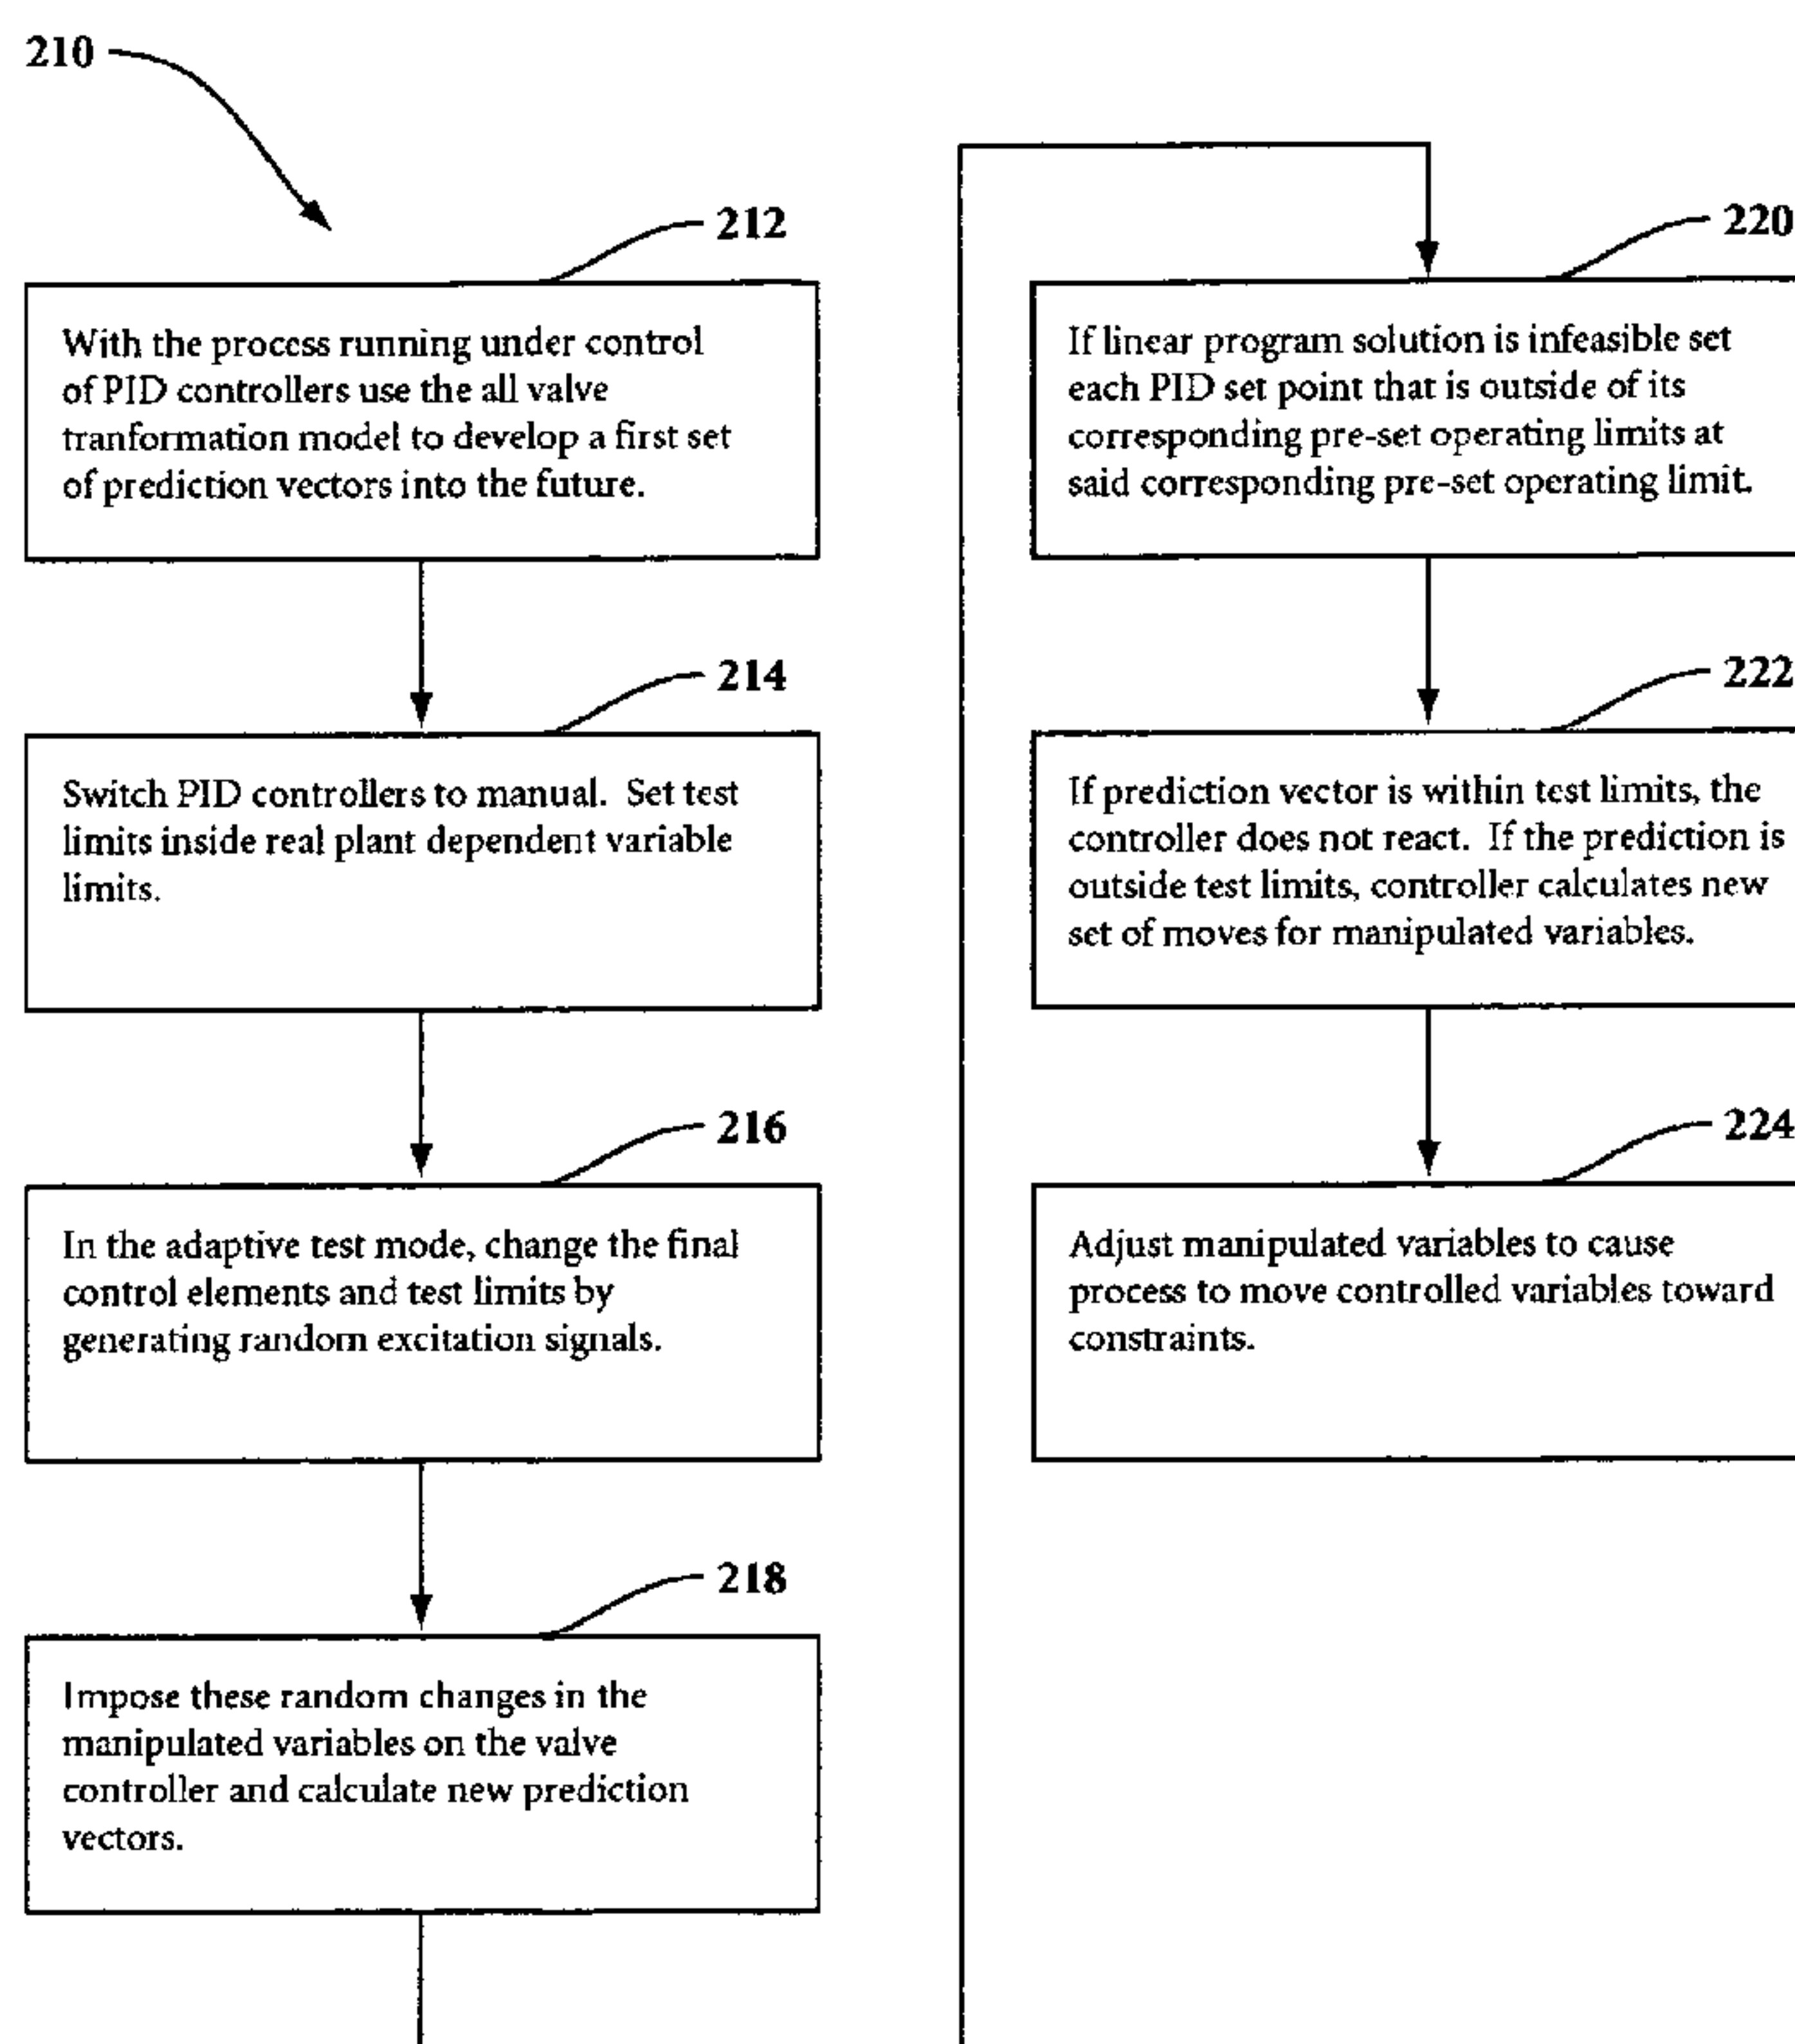 210
212
With the process running under control
of PID controllers use the all valve
tranformation model to develop a first set
of prediction vectors into the future.
214
Switch PID controllers to manual. Set test
limits inside real plant dependent variable
limits.
216
In the adaptive test mode, change the final
control elements and test limits by
generating random excitation signals.
218
Impose these random changes in the
manipulated variables on the valve
controller and calculate new prediction
vectors.
220
If linear program solution is infeasible set
each PID set point that is outside of its
corresponding pre-set operating limits at
said corresponding pre-set operating limit.
222
If prediction vector is within test limits, the
controller does not react. If the prediction is
outside test limits, controller calculates new
set of moves for manipulated variables.
224
Adjust manipulated variables to cause
process to move controlled variables toward
constraints.